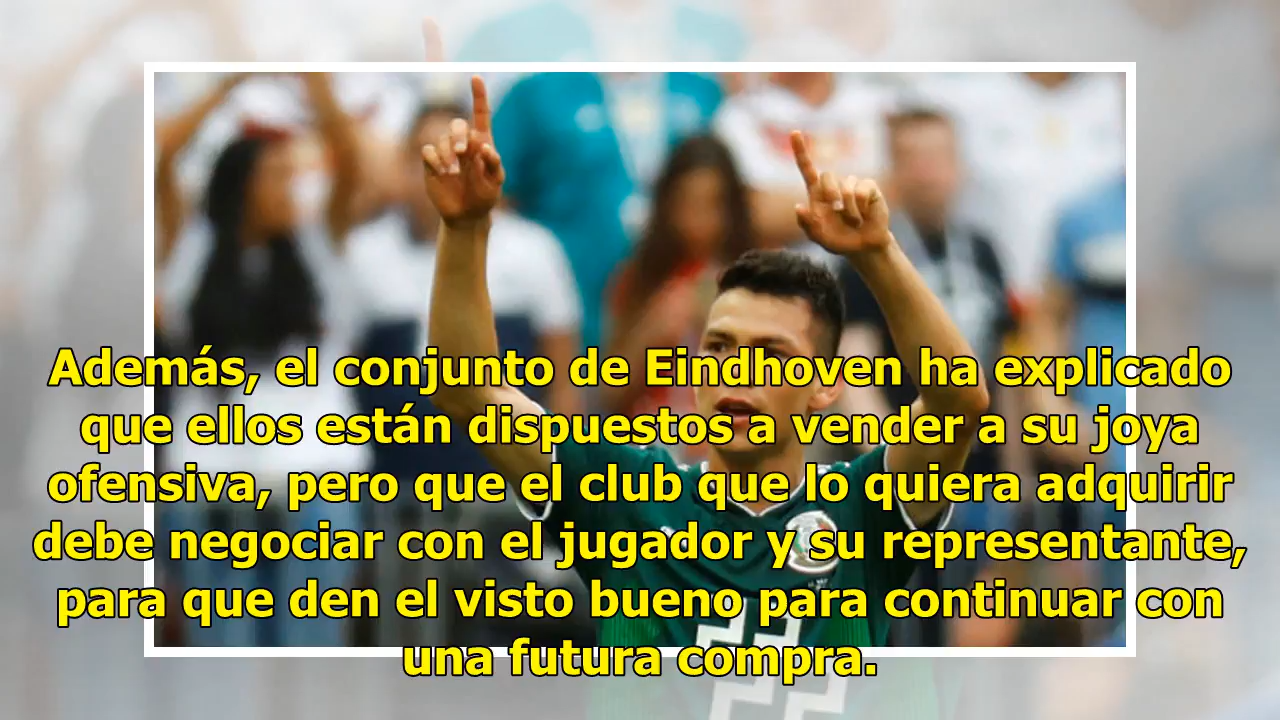 Además, el conjunto de Eindhoven ha explicado
que ellos están dispuestos a vender a su joya
ofensiva, pero que el club que lo quiera adquirir
debe negociar con el jugador y su representante,
para que den el visto bueno para continuar con
una futura compra.
22